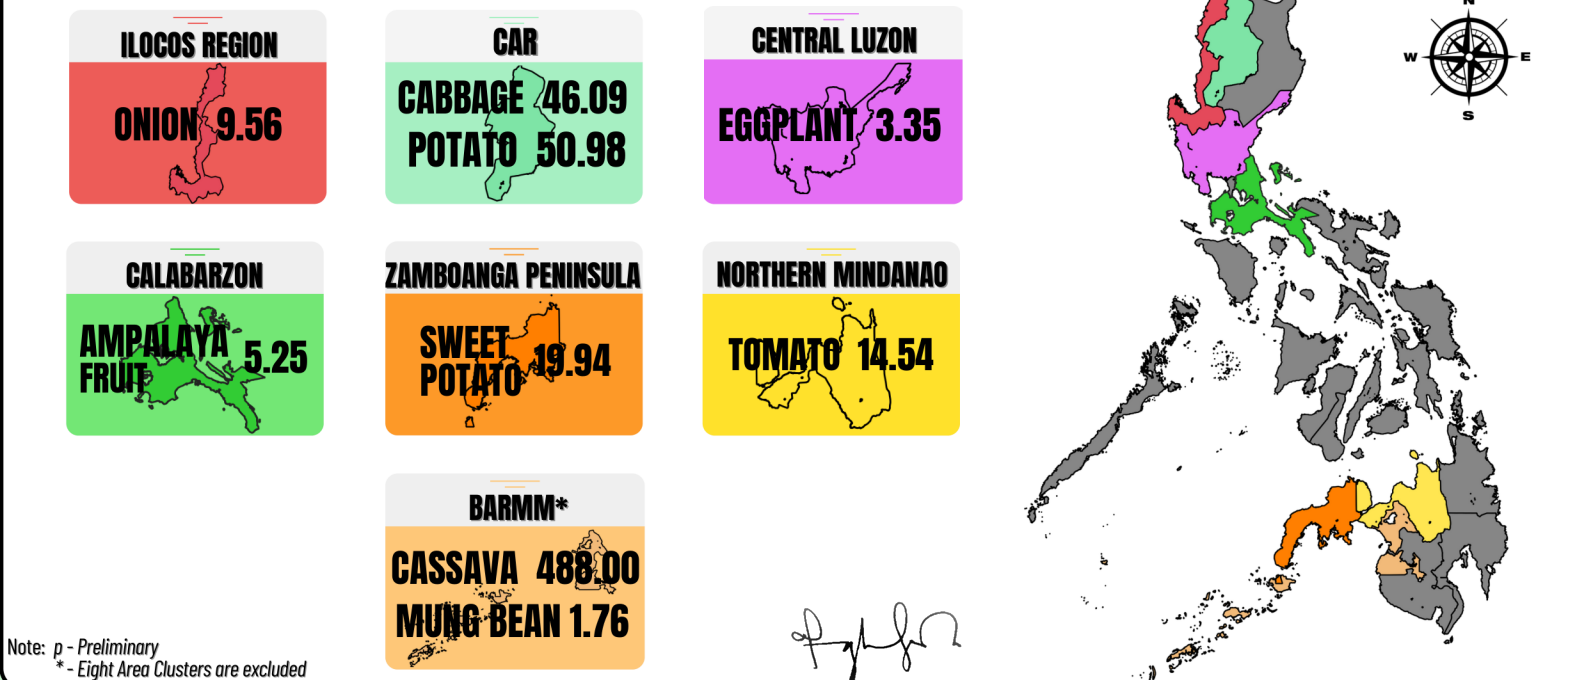 ILOCOS REGION
ONION 9.56
CAR
CABBAGE 46.09
POTATO 50.98
CENTRAL LUZON
EGGPLANT 3.35
CALABARZON
AMPALAYA
FRUIT
5.25
ZAMBOANGA PENINSULA
SWEET
POTATO
19.94
NORTHERN MINDANAO
TOMATO 14.54
BARMM*
CASSAVA 488.00
MUNG BEAN 1.76
Note: p - Preliminary
* - Eight Area Clusters are excluded
N
W E
S